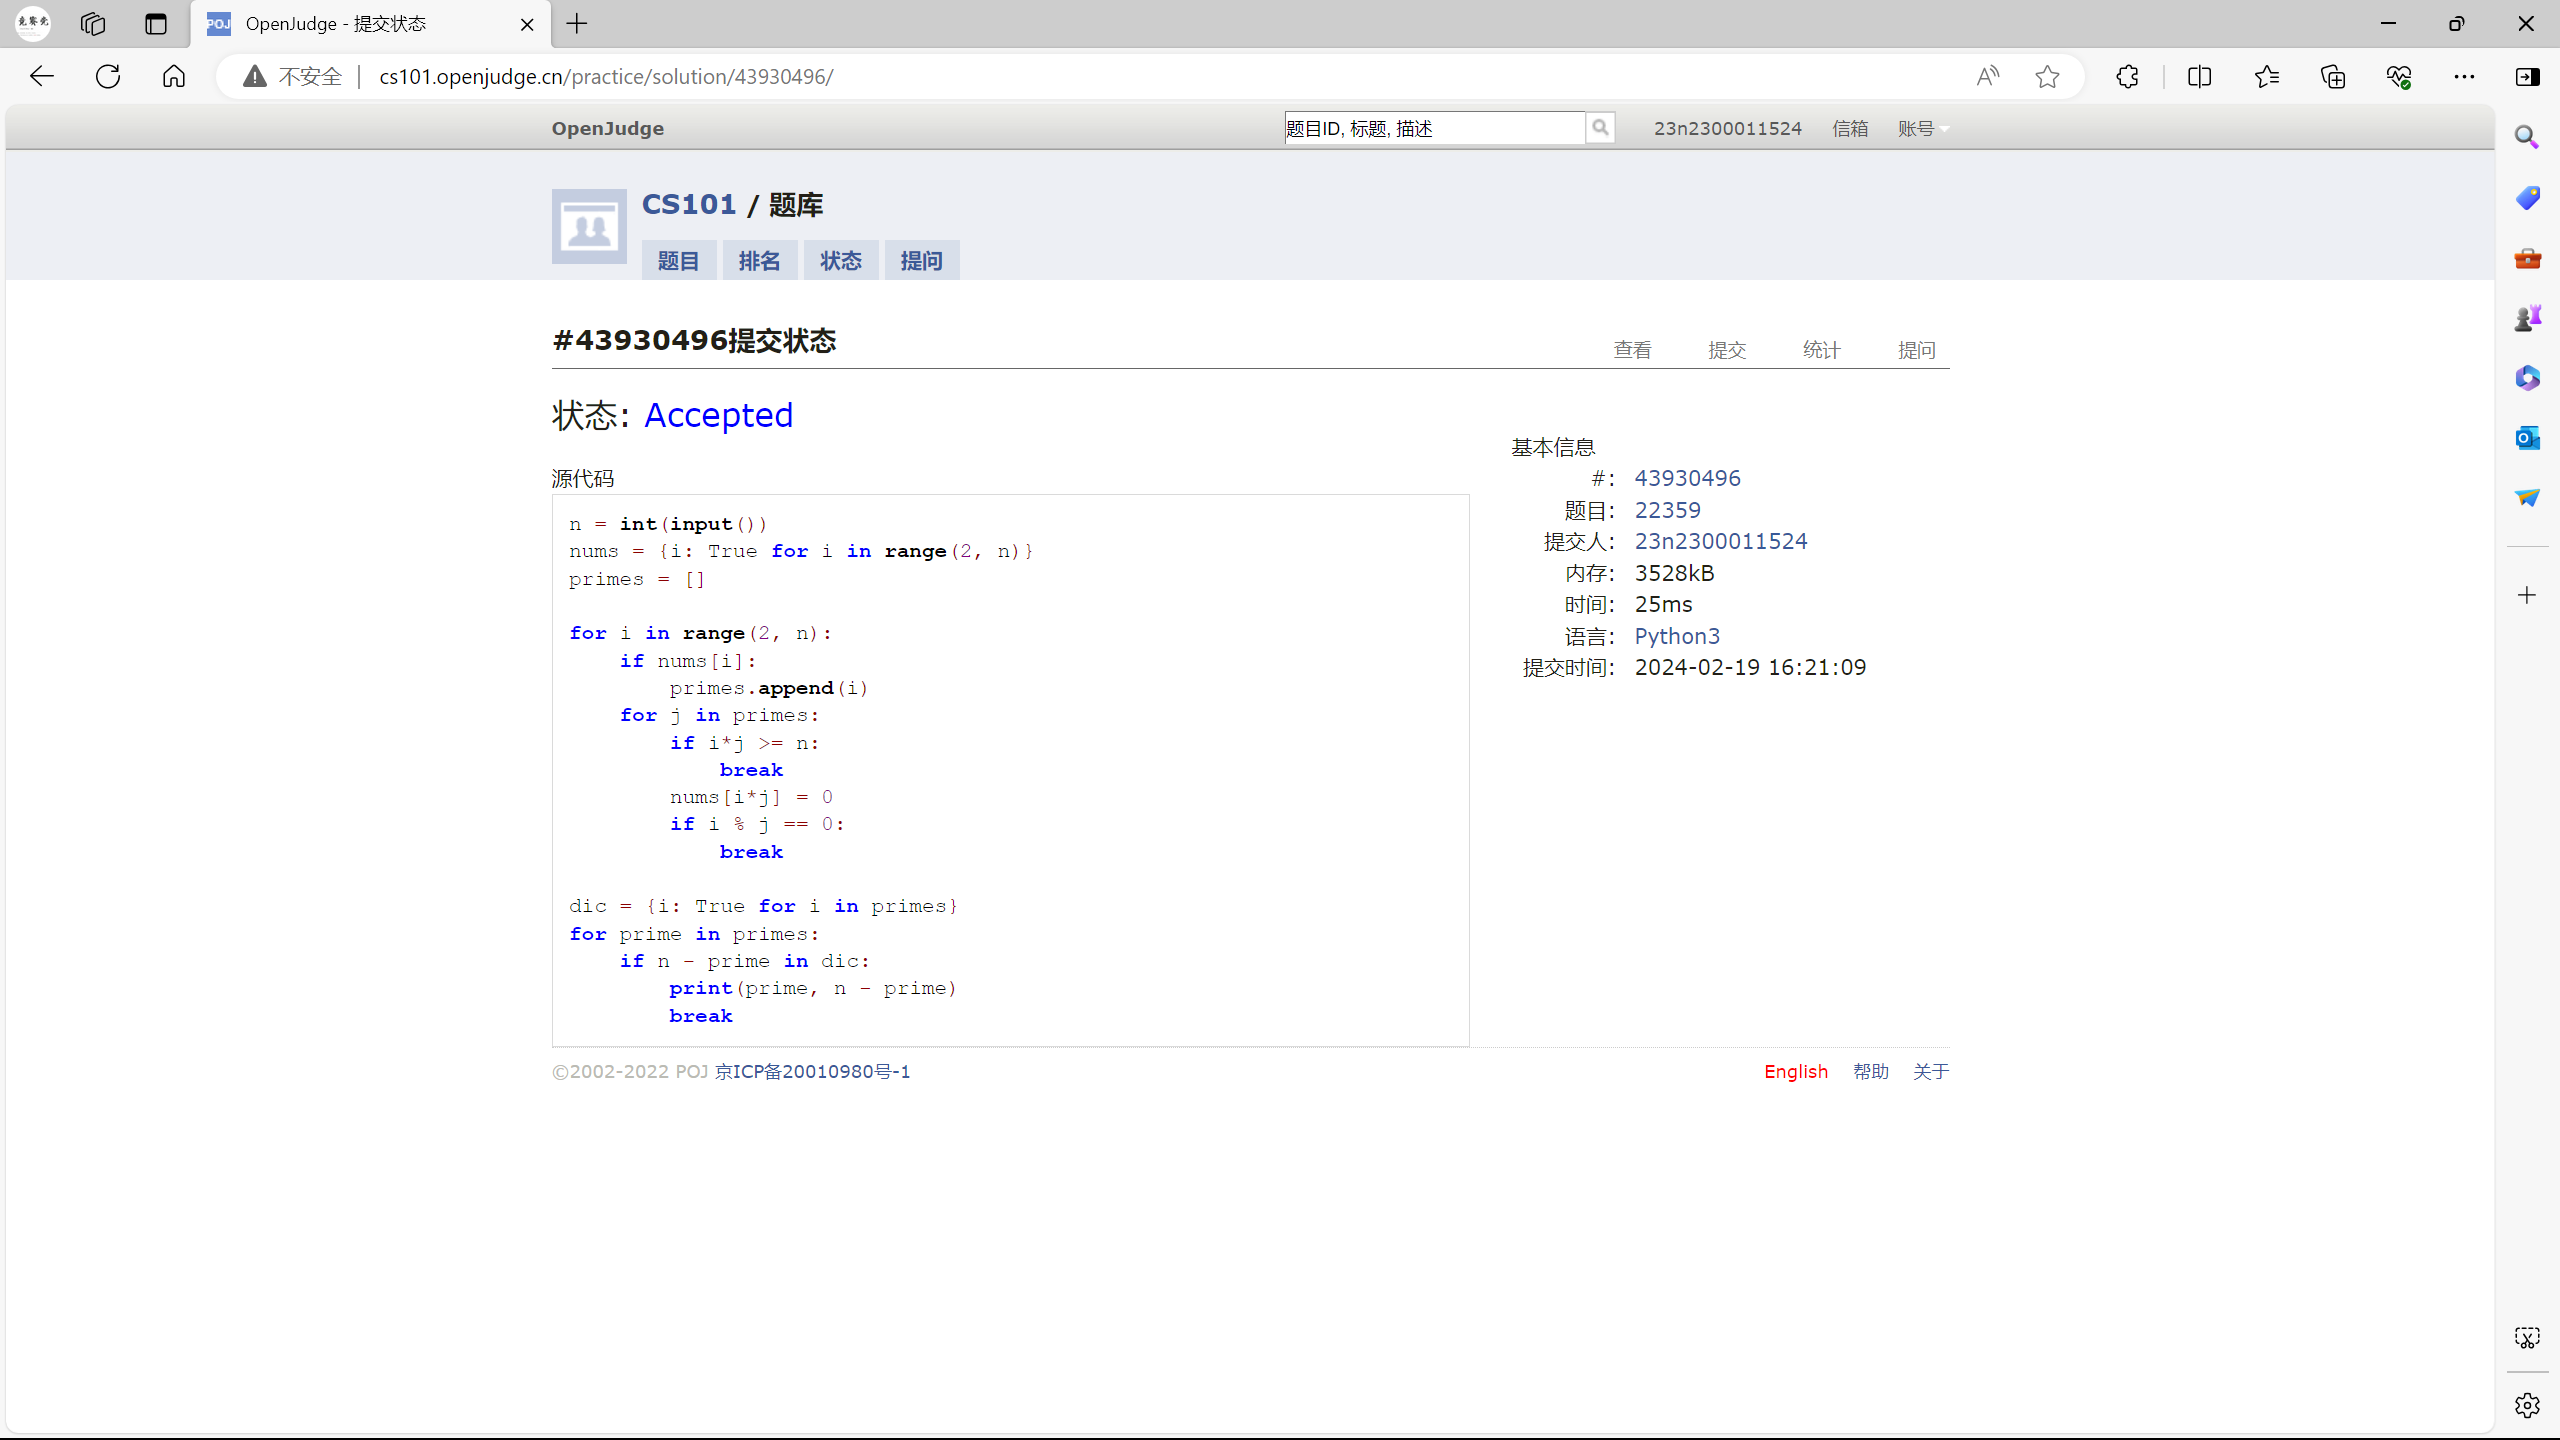 OpenJudge - 提交状态
不安全 cs101.openjudge.cn/practice/solution/43930496/
OpenJudge
题目ID, 标题, 描述
23n2300011524 信箱 账号
CS101 / 题库
题目 排名 状态 提问
#43930496提交状态
查看 提交 统计 提问
状态: Accepted
源代码
n = int(input())
nums = {i: True for i in range(2, n)}
primes = []
for i in range(2, n):
    if nums[i]:
        primes.append(i)
    for j in primes:
        if i*j >= n:
            break
        nums[i*j] = 0
        if i % j == 0:
            break
dic = {i: True for i in primes}
for prime in primes:
    if n - prime in dic:
        print(prime, n - prime)
        break
基本信息
#: 43930496
题目: 22359
提交人: 23n2300011524
内存: 3528kB
时间: 25ms
语言: Python3
提交时间: 2024-02-19 16:21:09
©2002-2022 POJ 京ICP备20010980号-1
English 帮助 关于